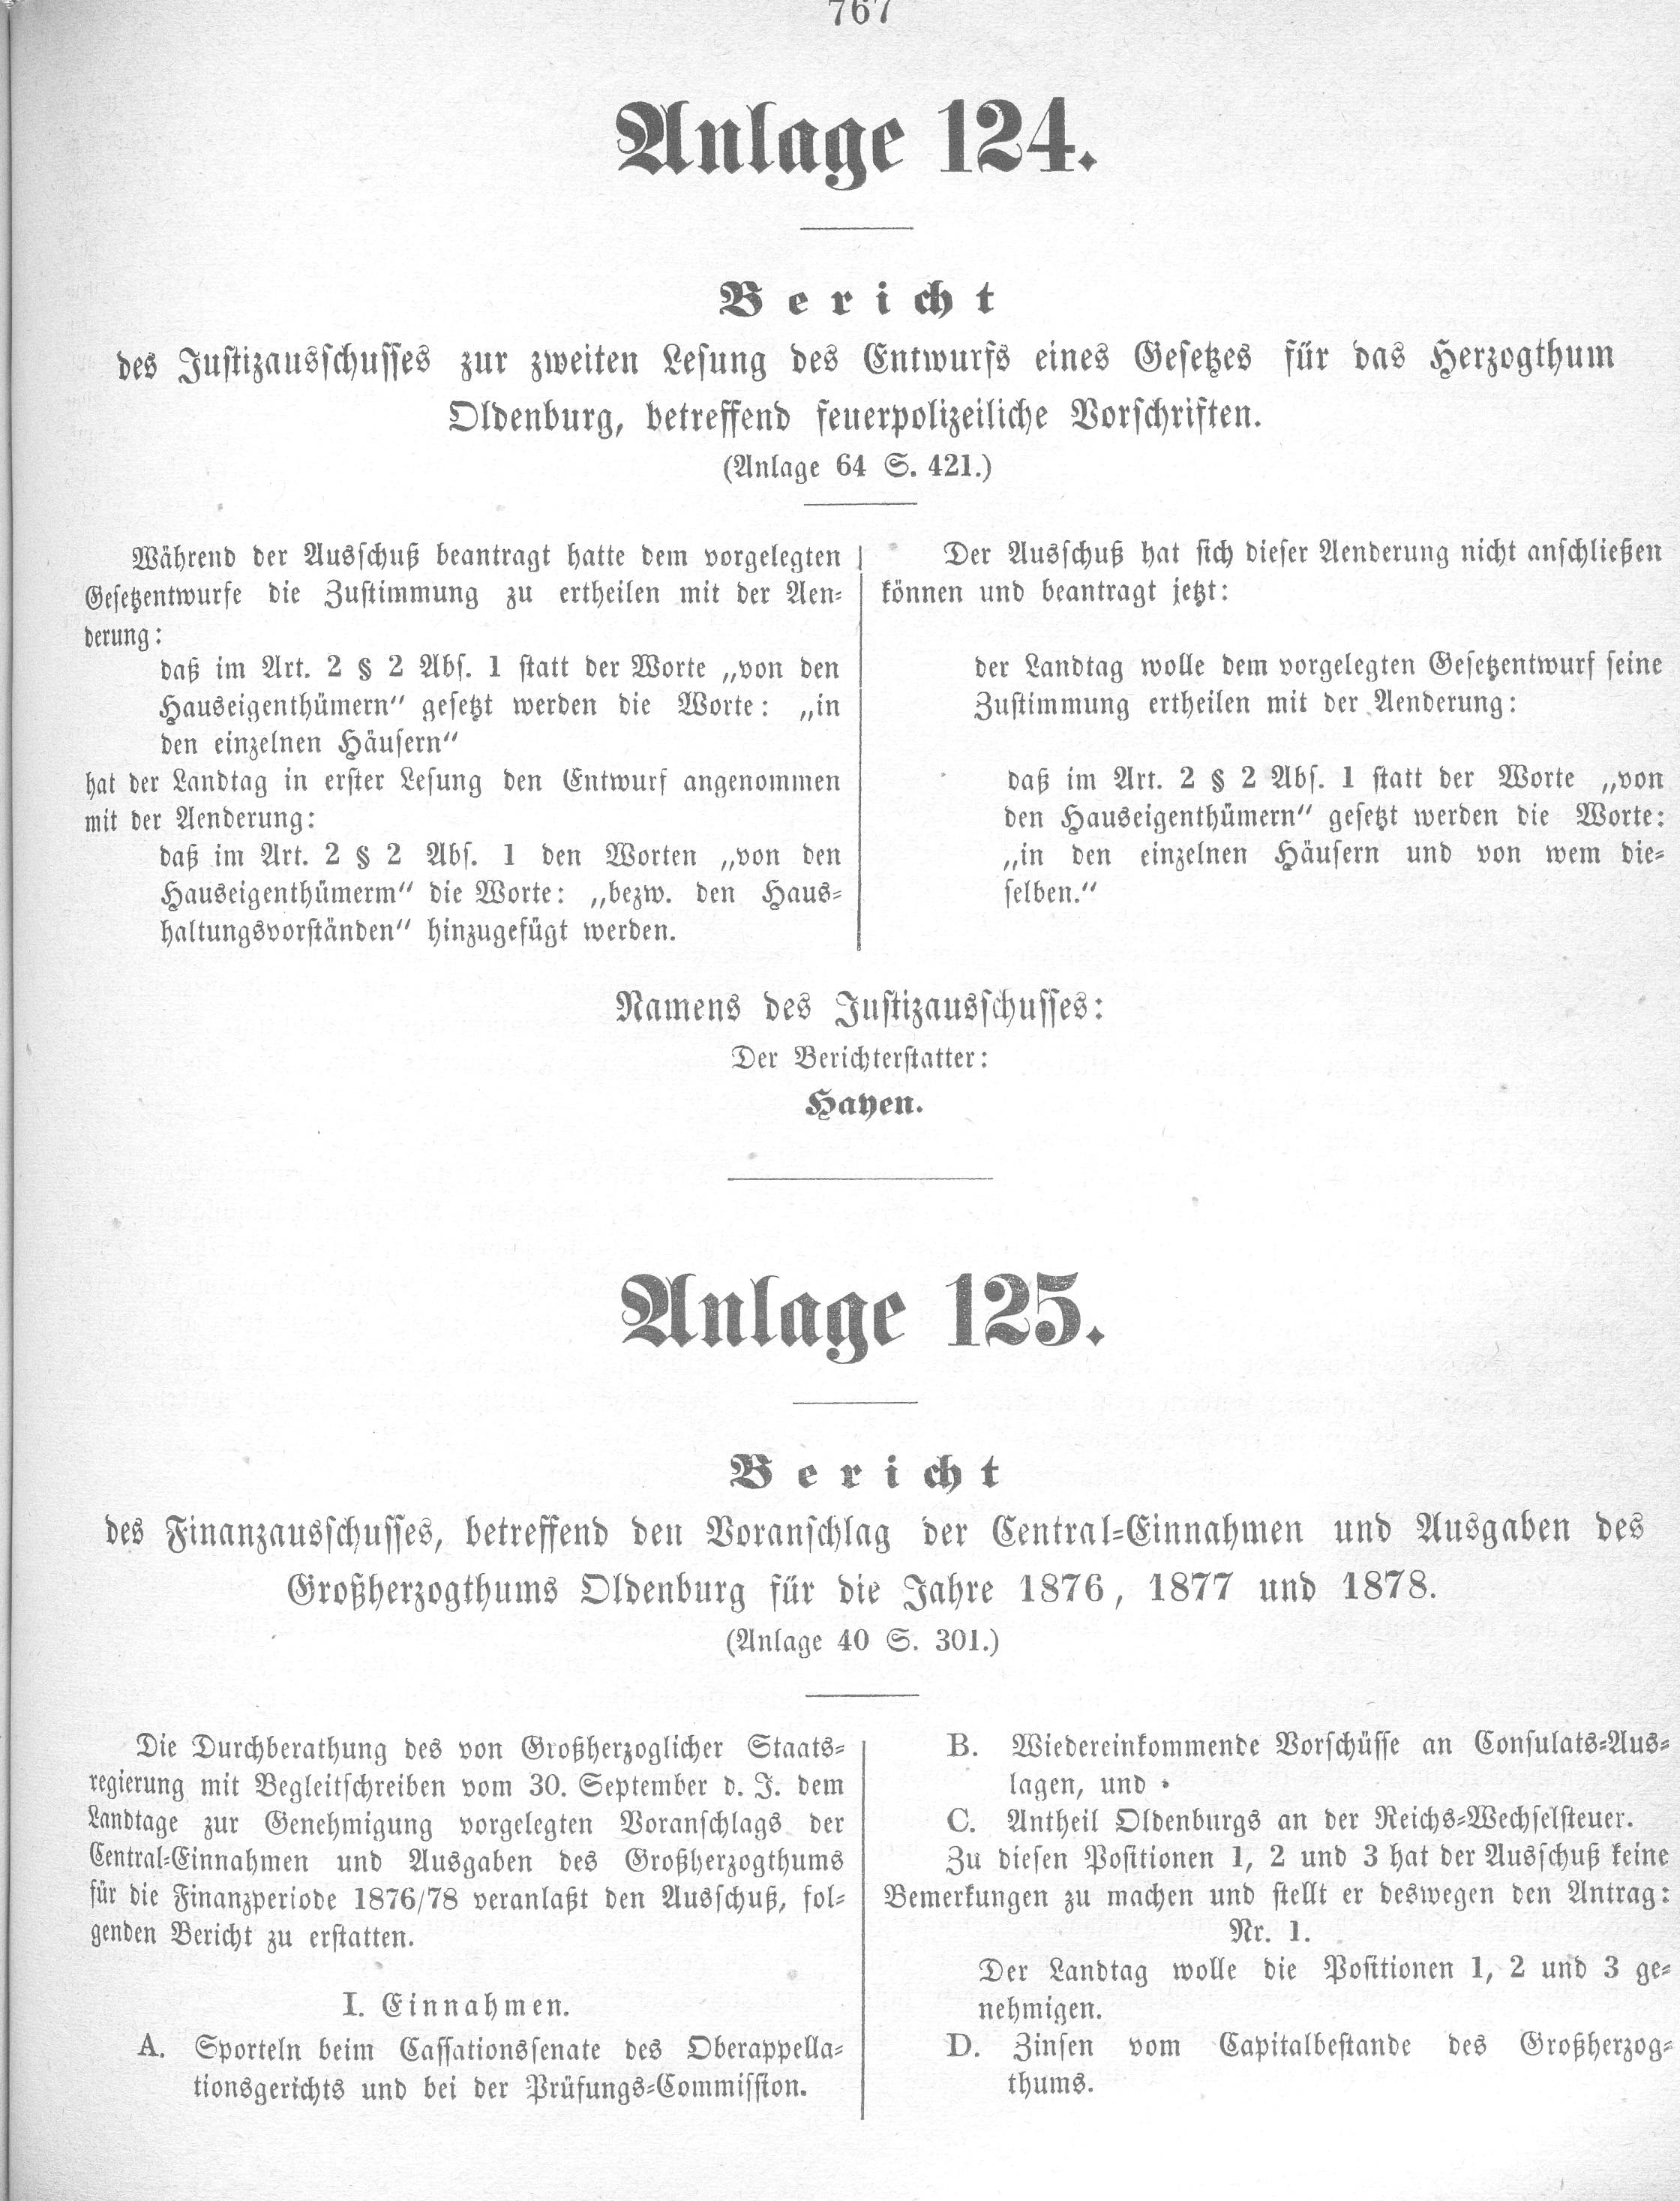 767
Anlage 124.
Bericht
des Justizausschusses zur zweiten Lesung des Entwurfs eines Gesetzes für das Herzogthum
Oldenburg, betreffend feuerpolizeiliche Vorschriften.
(Anlage 64 S. 421.)
Während der Ausschuß beantragt hatte dem vorgelegten
Gesetzentwurfe die Zustimmung zu ertheilen mit der Aen-
derung:
daß im Art. 2 § 2 Abs. 1 statt der Worte „von den
Hauseigenthümern“ gesetzt werden die Worte: „in
den einzelnen Häusern“
hat der Landtag in erster Lesung den Entwurf angenommen
mit der Aenderung:
daß im Art. 2 § 2 Abs. 1 den Worten „von den
Hauseigenthümerm“ die Worte: „bezw. den Haus-
haltungsvorständen“ hinzugefügt werden.
Der Ausschuß hat sich dieser Aenderung nicht anschließen
können und beantragt jetzt:
der Landtag wolle dem vorgelegten Gesetzentwurf seine
Zustimmung ertheilen mit der Aenderung:
daß im Art. 2 § 2 Abs. 1 statt der Worte „von
den Hauseigenthümern“ gesetzt werden die Worte:
„in den einzelnen Häusern und von wem die-
selben.“
Namens des Justizausschusses:
Der Berichterstatter:
Hayen.
Anlage 125.
Bericht
des Finanzausschusses, betreffend den Voranschlag der Central-Einnahmen und Ausgaben des
Großherzogthums Oldenburg für die Jahre 1876, 1877 und 1878.
(Anlage 40 S. 301.)
Die Durchberathung des von Großherzoglicher Staats-
regierung mit Begleitschreiben vom 30. September d. J. dem
Landtage zur Genehmigung vorgelegten Voranschlags der
Central-Einnahmen und Ausgaben des Großherzogthums
für die Finanzperiode 1876/78 veranlaßt den Ausschuß, fol-
genden Bericht zu erstatten.
I. Einnahmen.
A. Sporteln beim Cassationssenate des Oberappella-
tionsgerichts und bei der Prüfungs-Commission.
B. Wiedereinkommende Vorschüsse an Consulats-Aus-
lagen, und
C. Antheil Oldenburgs an der Reichs-Wechselsteuer.
Zu diesen Positionen 1, 2 und 3 hat der Ausschuß keine
Bemerkungen zu machen und stellt er deswegen den Antrag:
Nr. 1.
Der Landtag wolle die Positionen 1, 2 und 3 ge-
nehmigen.
D. Zinsen vom Capitalbestande des Großherzog-
thums.